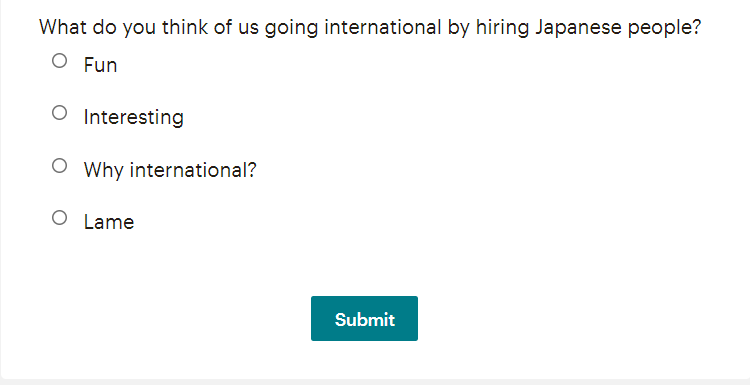 What do you think of us going international by hiring Japanese people?
Fun
Interesting
Why international?
Lame
Submit